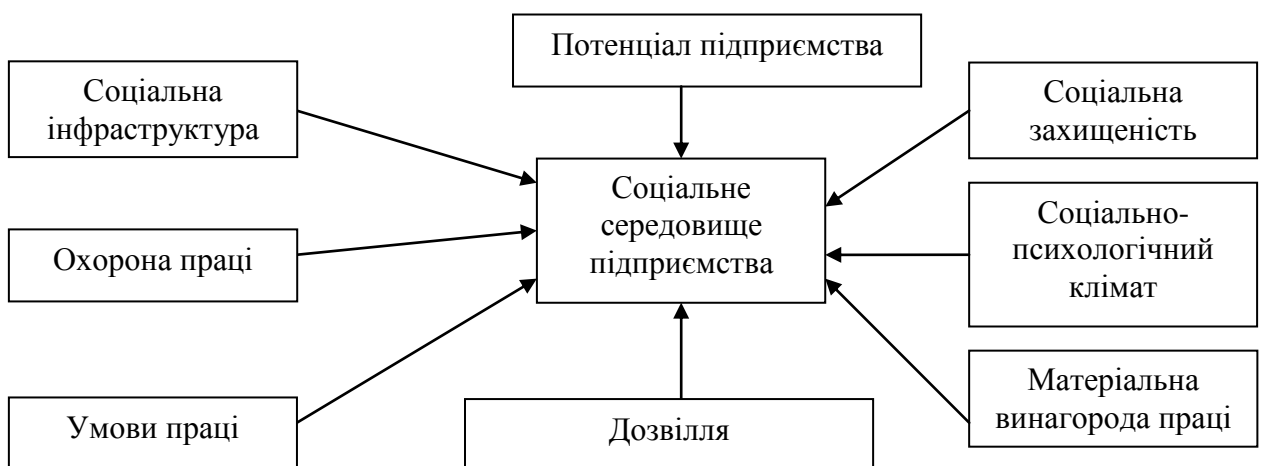 Потенціал підприємства
Соціальна
інфраструктура
Соціальна
захищеність
Соціальне
середовище
підприємства
Охорона праці
Соціально-
психологічний
клімат
Умови праці
Дозвілля
Матеріальна
винагорода праці